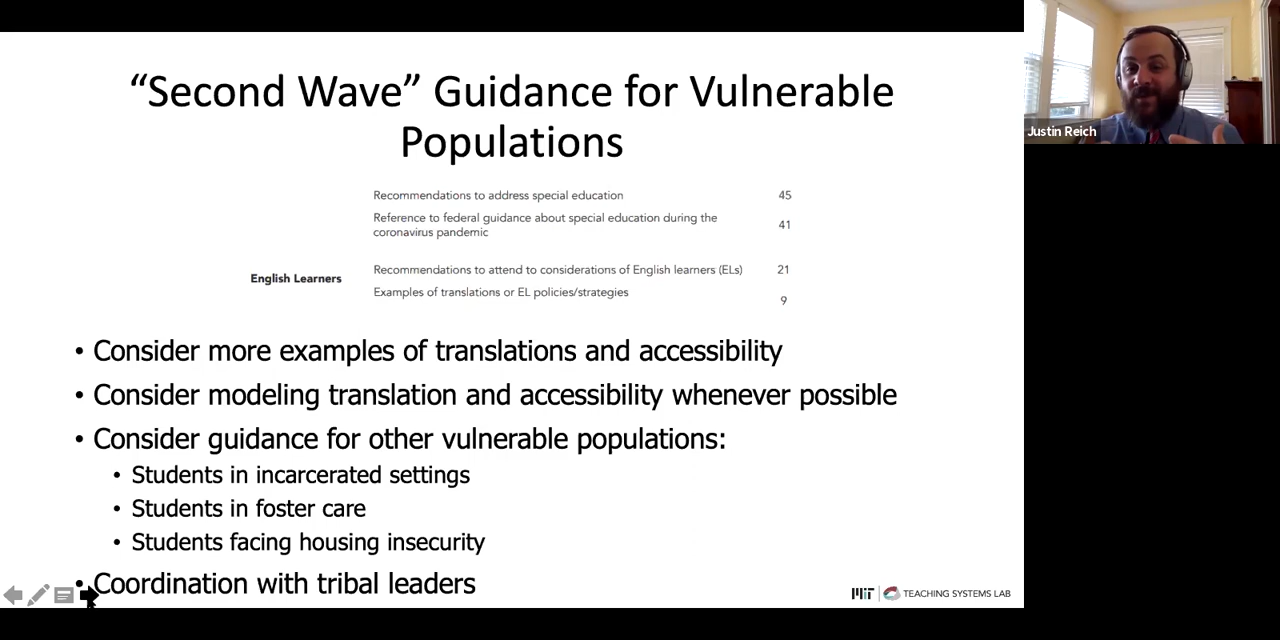 “Second Wave” Guidance for Vulnerable
Populations
Recommendations to address special education 45
Reference to federal guidance about special education during the
coronavirus pandemic 41
English Learners Recommendations to attend to considerations of English learners (ELs) 21
Examples of translations or EL policies/strategies 9
• Consider more examples of translations and accessibility
• Consider modeling translation and accessibility whenever possible
• Consider guidance for other vulnerable populations:
• Students in incarcerated settings
• Students in foster care
• Students facing housing insecurity
• Coordination with tribal leaders
MIT TEACHING SYSTEMS LAB
Justin Reich